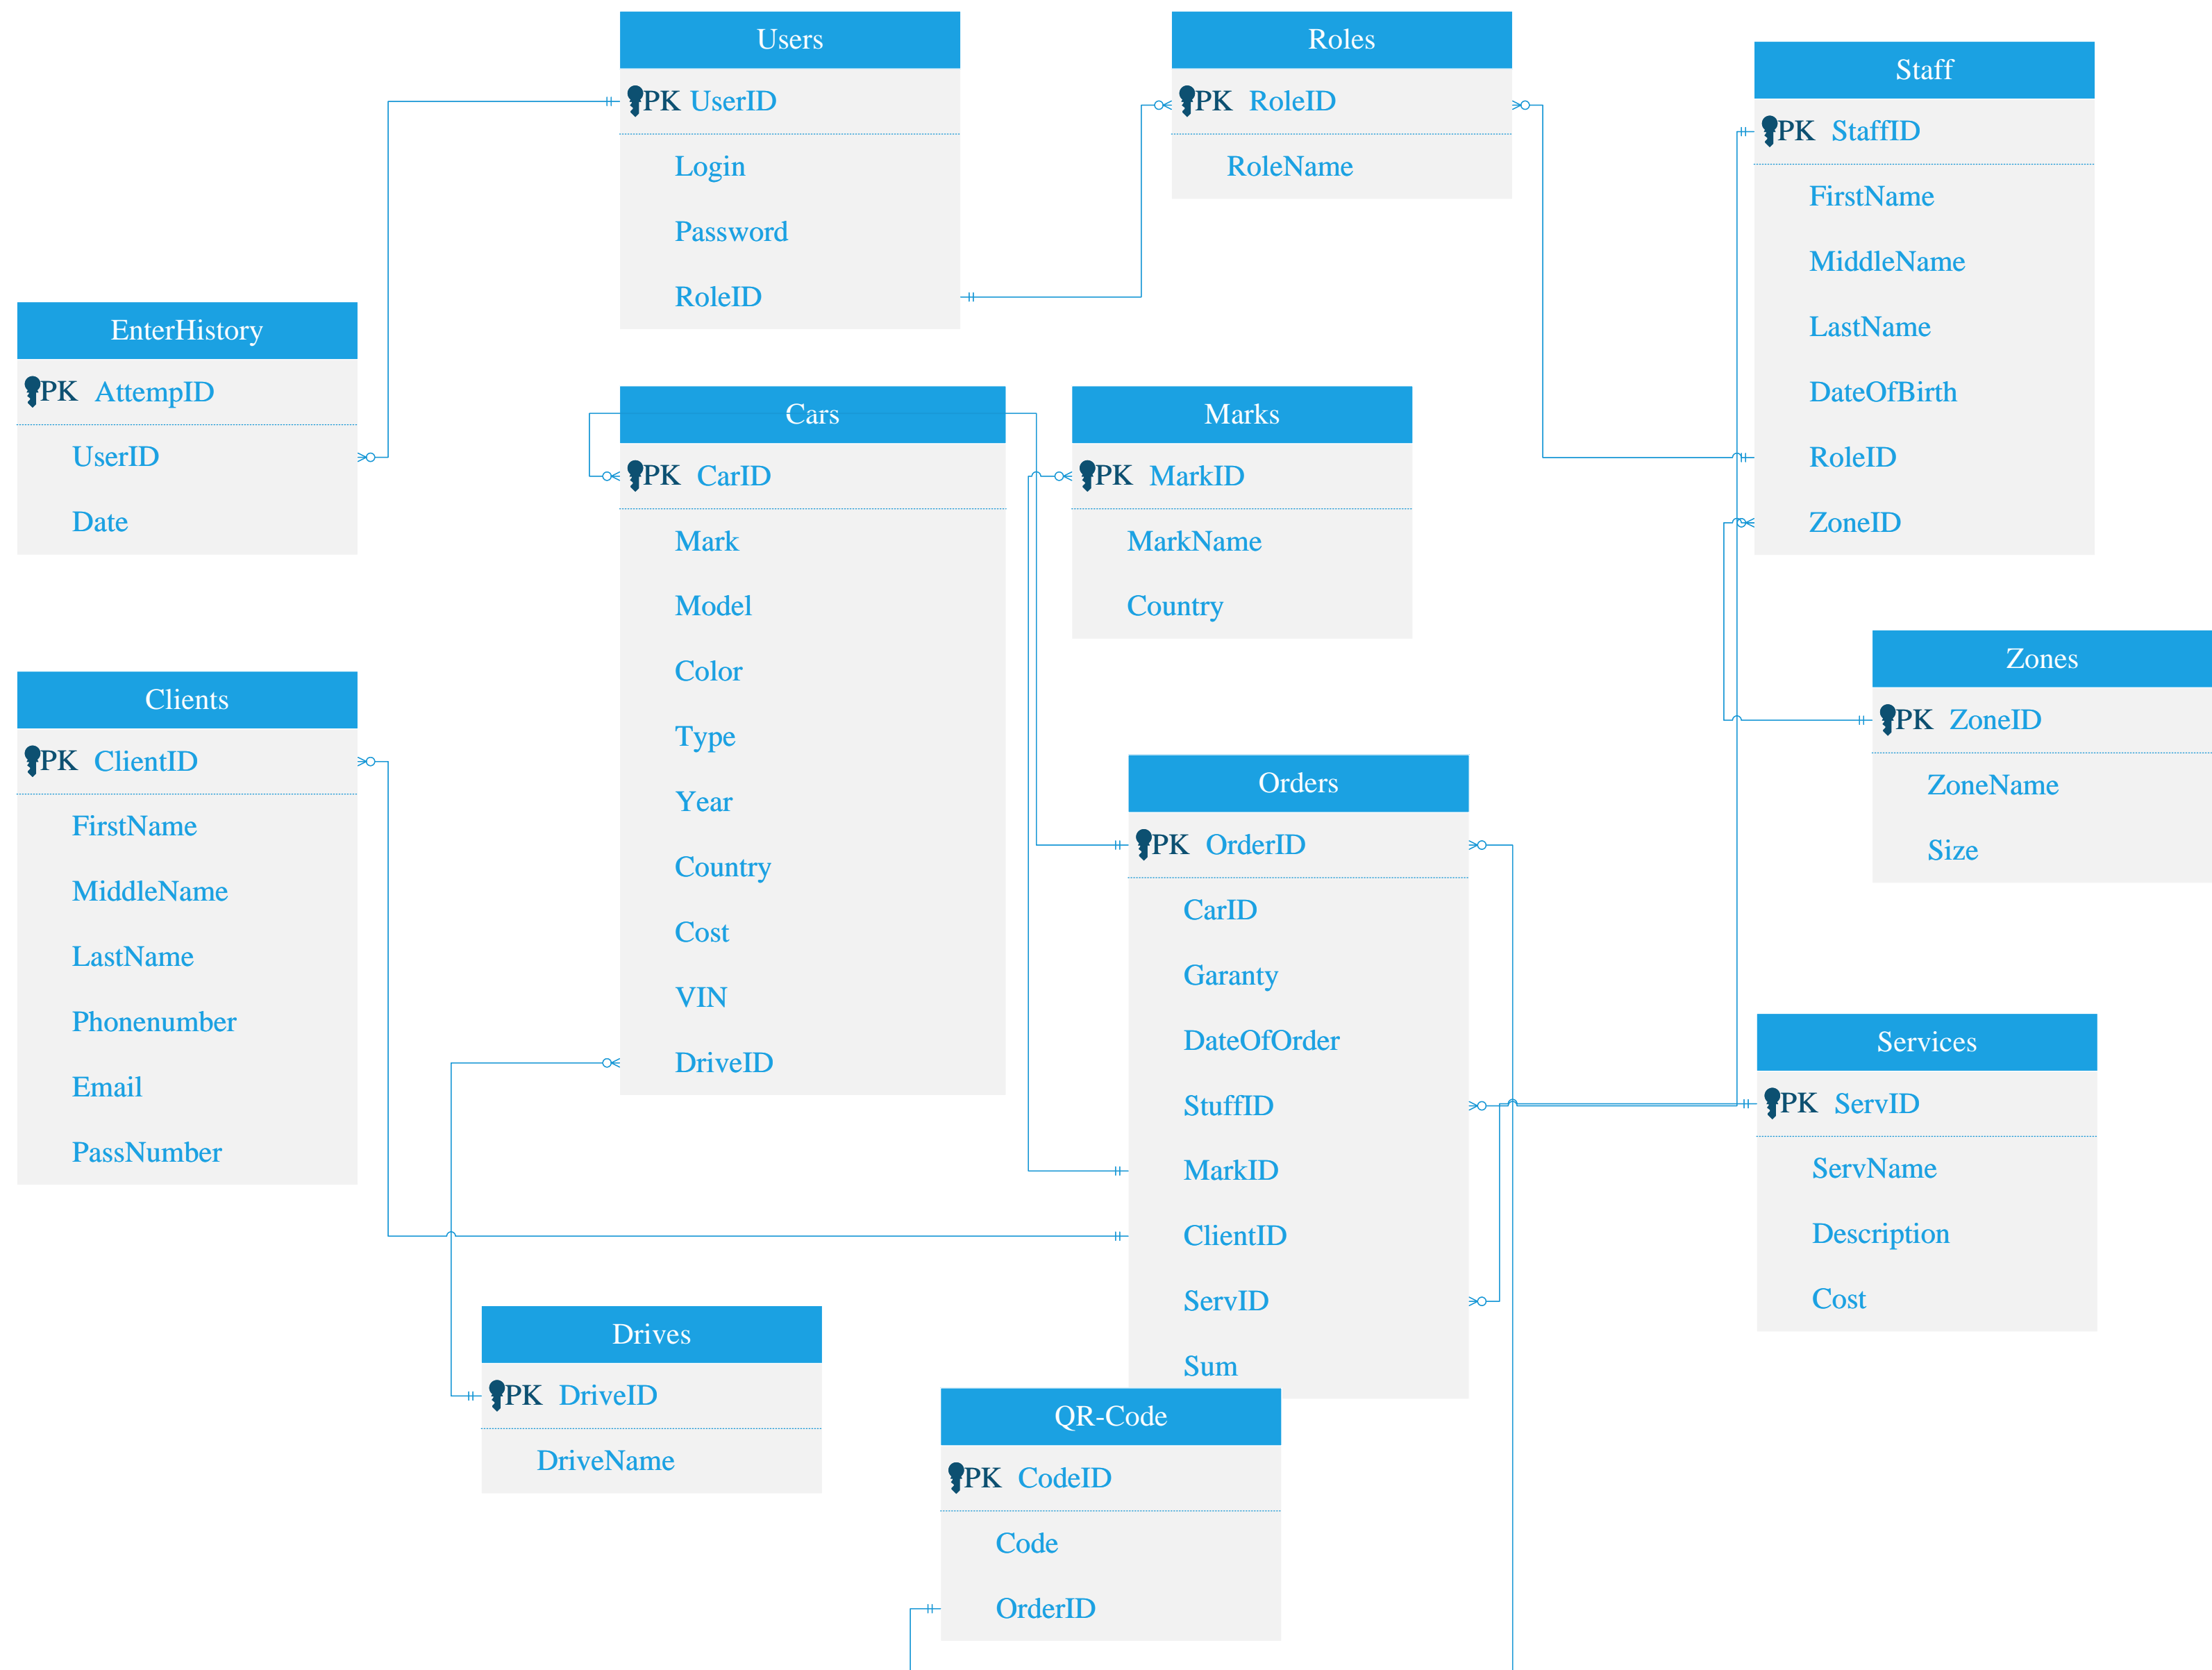 Users
PK UserID
Login
Password
RoleID
Roles
PK RoleID
RoleName
Staff
PK StaffID
FirstName
MiddleName
LastName
DateOfBirth
RoleID
ZoneID
EnterHistory
PK AttempID
UserID
Date
Cars
PK CarID
Mark
Model
Color
Type
Year
Country
Cost
VIN
DriveID
Marks
PK MarkID
MarkName
Country
Zones
PK ZoneID
ZoneName
Size
Clients
PK ClientID
FirstName
MiddleName
LastName
Phonenumber
Email
PassNumber
Orders
PK OrderID
CarID
Garanty
DateOfOrder
StuffID
MarkID
ClientID
ServID
Sum
Services
PK ServID
ServName
Description
Cost
Drives
PK DriveID
DriveName
QR-Code
PK CodeID
Code
OrderID